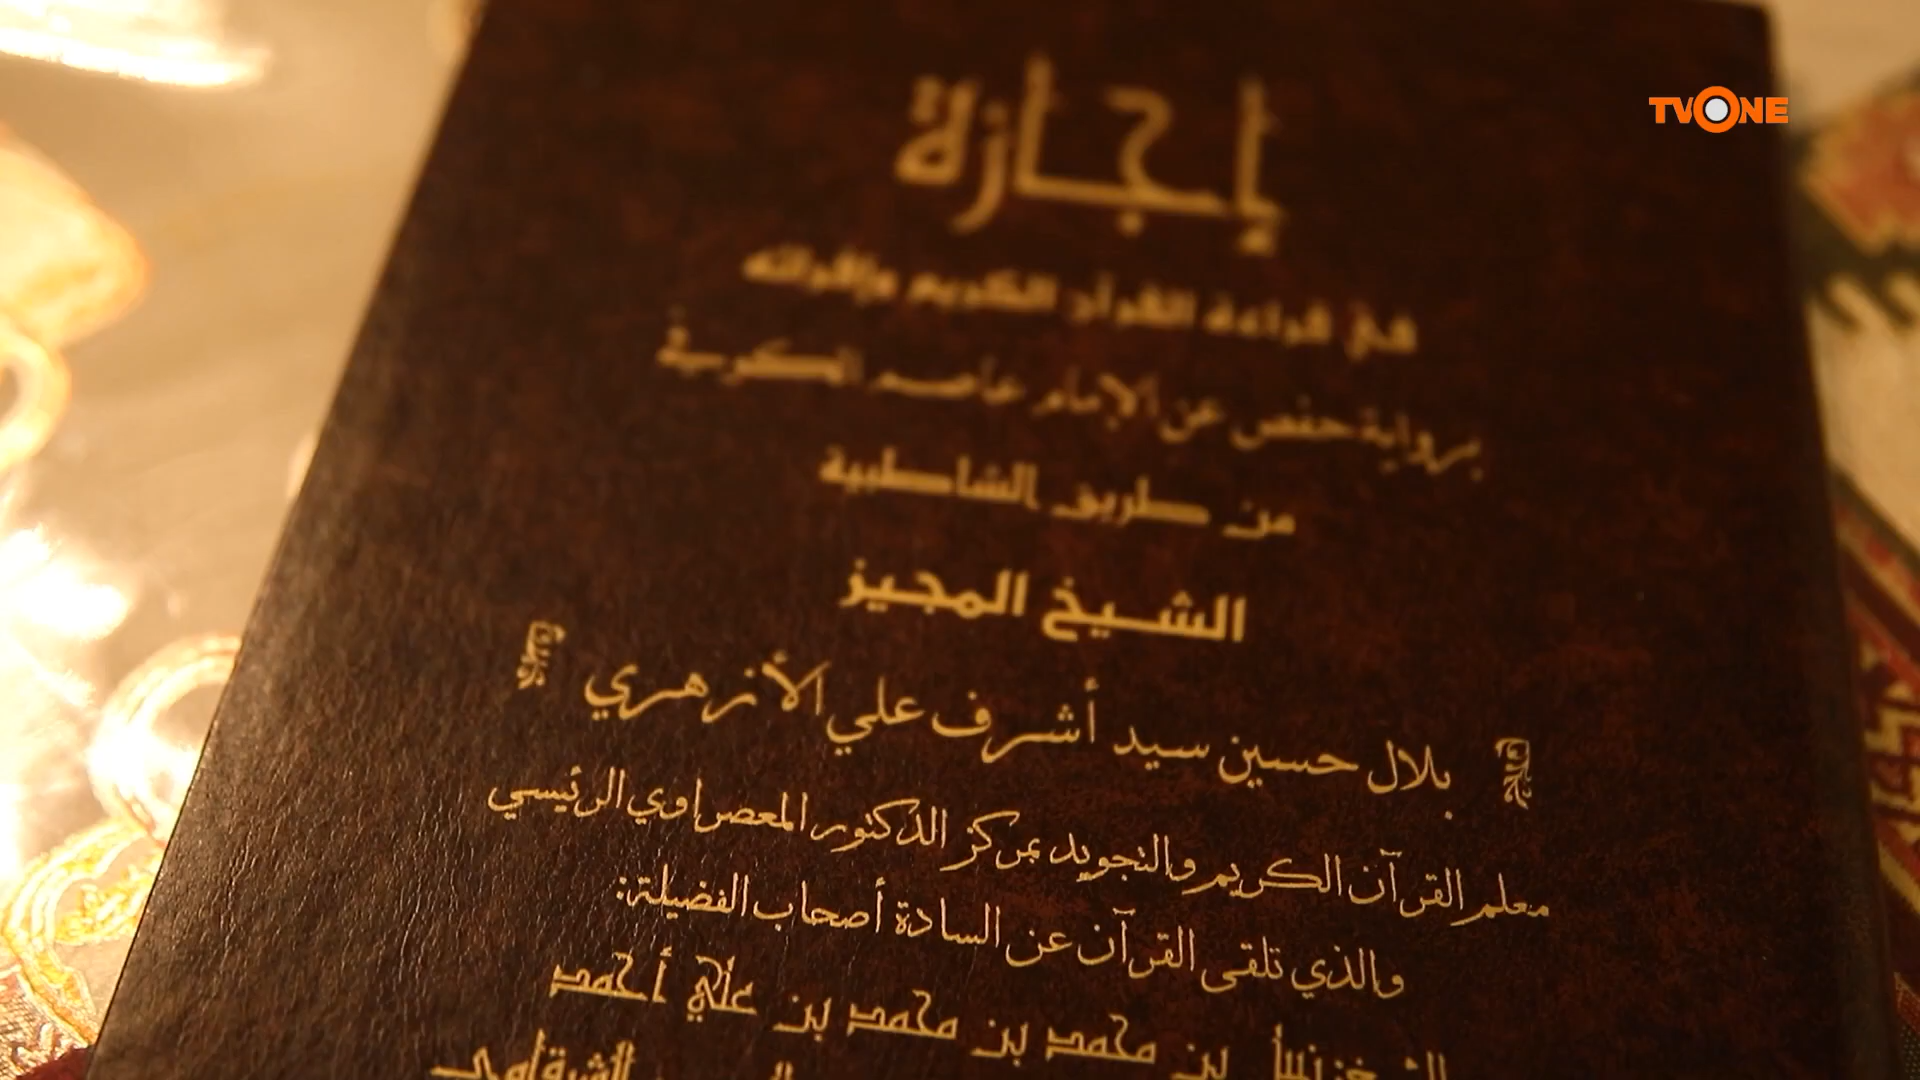 TVONE
إجازة
في قراءة القرآن الكريم وإقرائه
برواية حفص عن الإمام عاصم الكوفي
من طريق الشاطبية
الشيخ المجيز
بلال حسين سيد أشرف علي الأزهري
معلم القرآن الكريم والتجويد بمركز الدكتور المعصراوي الرئيسي
والذي تلقى القرآن عن السادة أصحاب الفضيلة:
بن محمد بن محمد بن علي أحمد